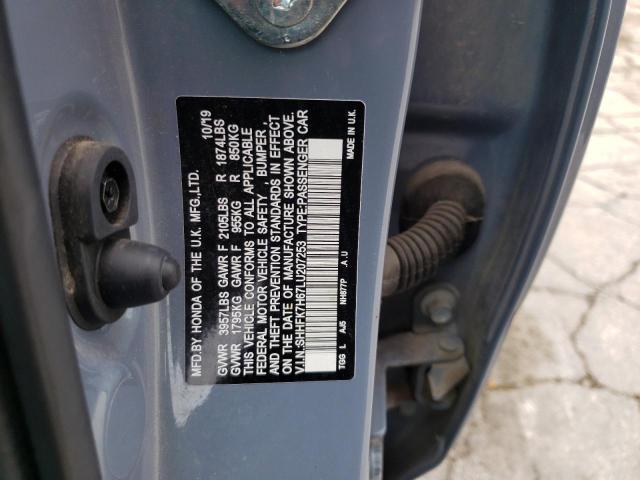 MFD.BY HONDA OF THE U.K. MFG.,LTD. 10/19
GVWR 3957LBS GAWR F 2105LBS R 1874LBS
GVWR 1795KG GAWR F 955KG R 850KG
THIS VEHICLE CONFORMS TO ALL APPLICABLE
FEDERAL MOTOR VEHICLE SAFETY , BUMPER ,
AND THEFT PREVENTION STANDARDS IN EFFECT
ON THE DATE OF MANUFACTURE SHOWN ABOVE.
V.I.N.:SHHFK7H67LU207253 TYPE:PASSENGER CAR
TGG L AJ5 NH877P .A.U MADE IN U.K.